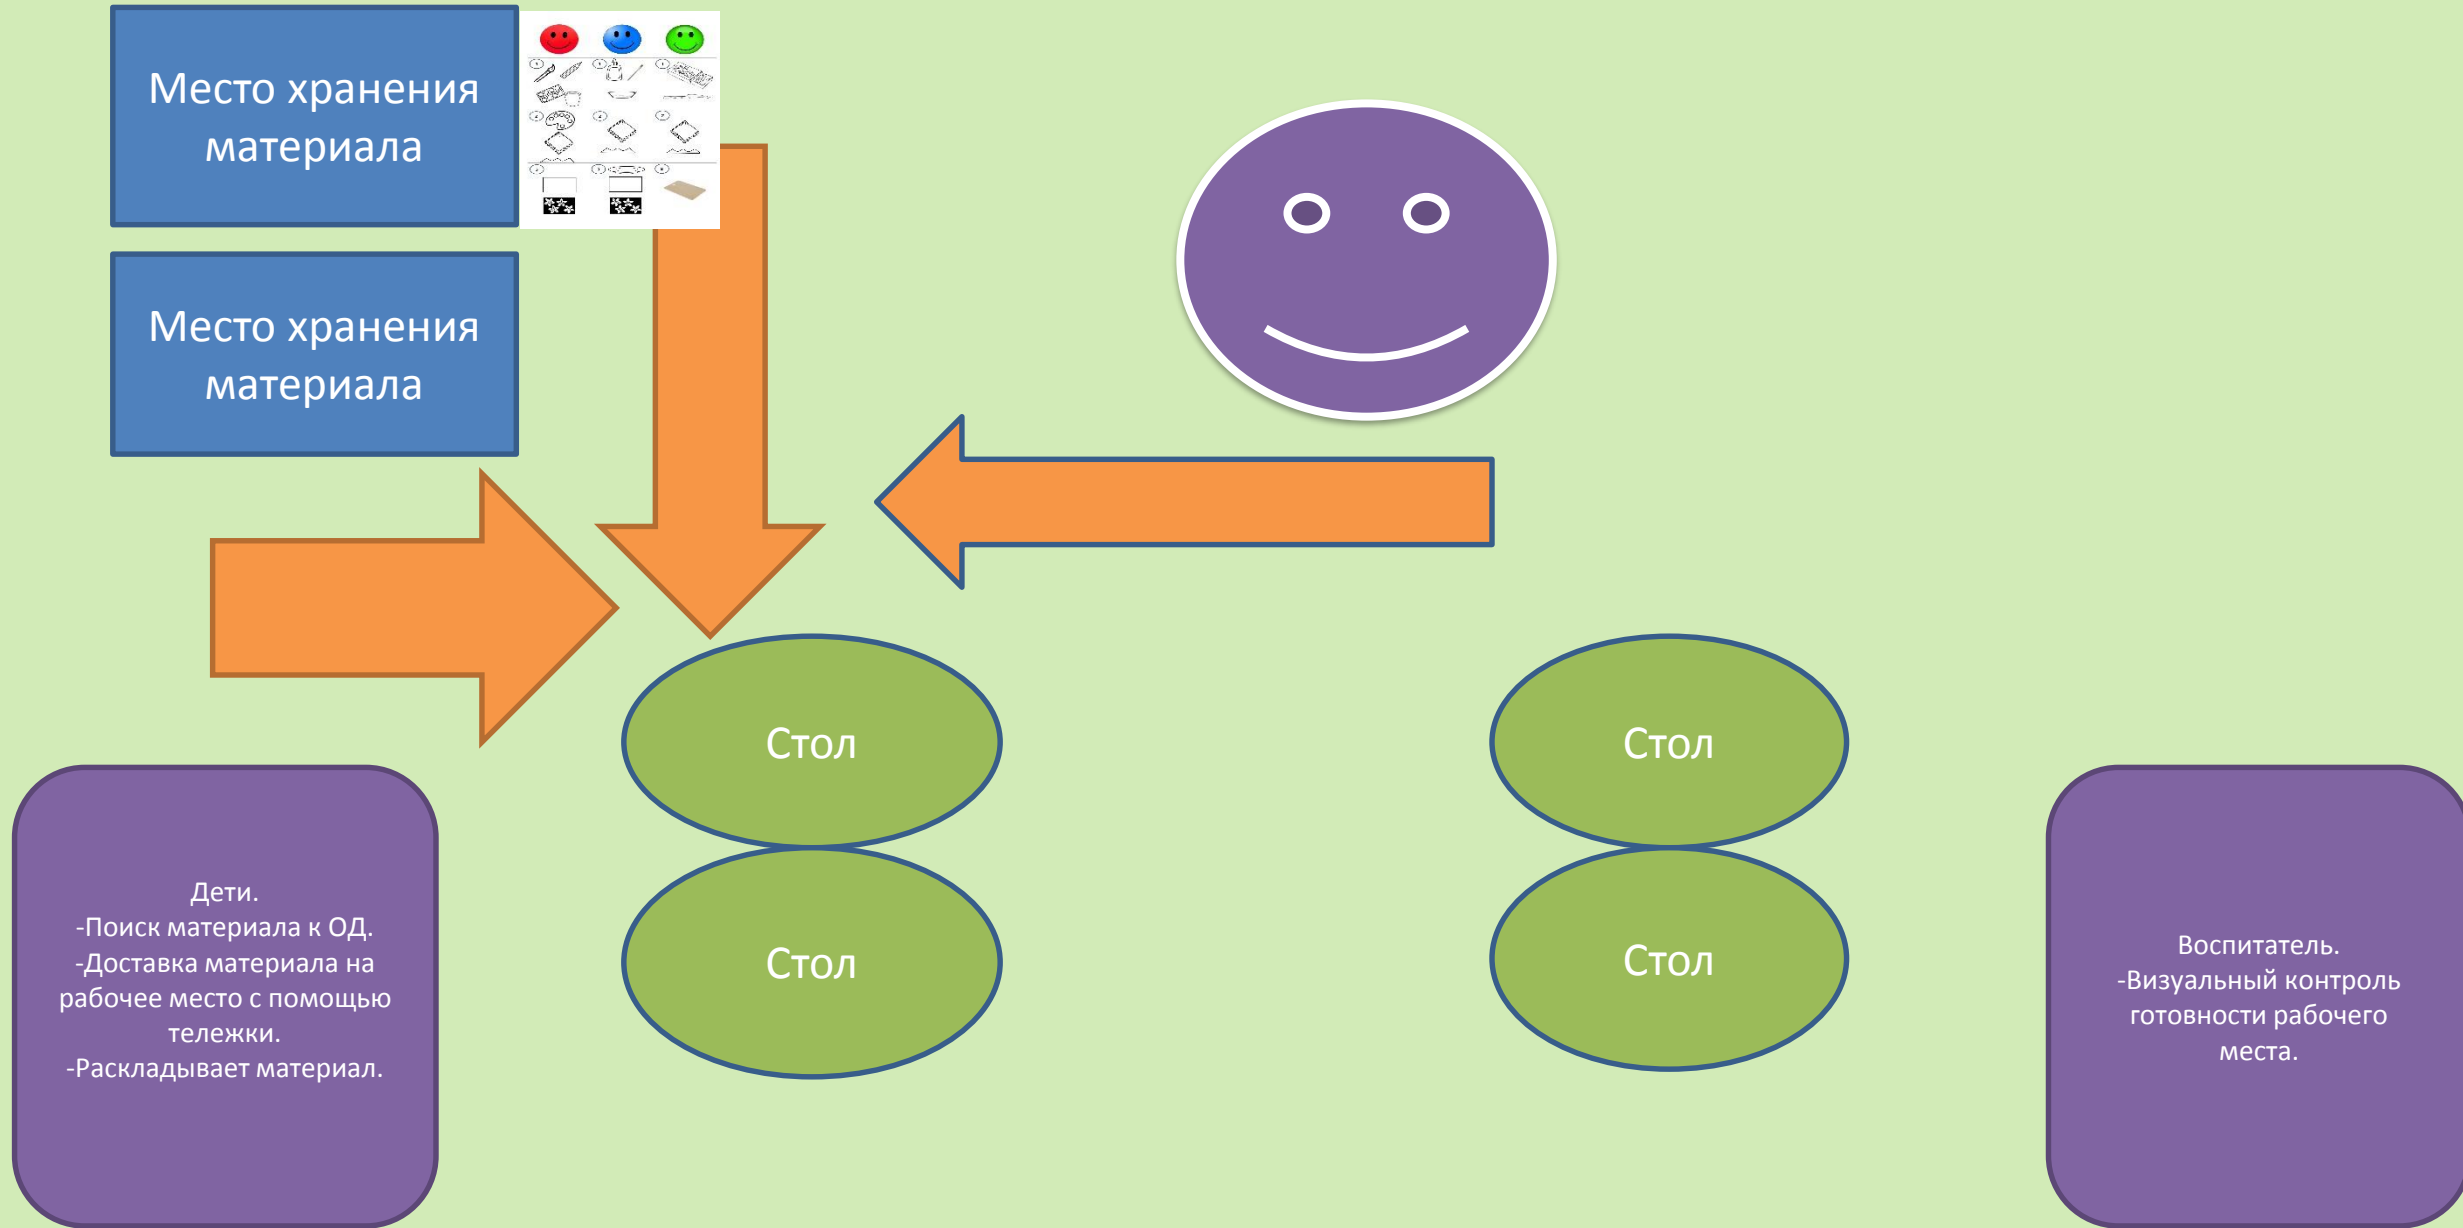 Место хранения
материала
Место хранения
материала
Стол
Стол
Стол
Стол
Дети.
-Поиск материала к ОД.
-Доставка материала на
рабочее место с помощью
тележки.
-Раскладывает материал.
Воспитатель.
-Визуальный контроль
готовности рабочего
места.